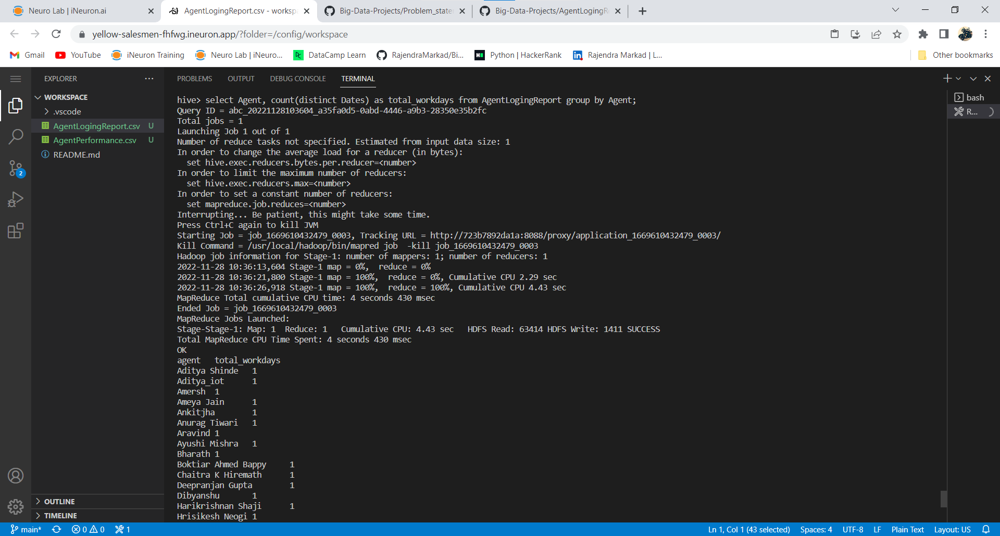 Neuro Lab | iNeuron.ai
AgentLogingReport.csv - workspa
Big-Data-Projects/Problem_state
Big-Data-Projects/AgentLogingR
yellow-salesmen-fhfwg.ineuron.app/?folder=/config/workspace
Gmail
YouTube
iNeuron Training
Neuro Lab | iNeuro...
DataCamp Learn
RajendraMarkad/Bi...
Python | HackerRank
Rajendra Markad | L...
Other bookmarks
EXPLORER
WORKSPACE
.vscode
AgentLogingReport.csv U
AgentPerformance.csv U
README.md
2
OUTLINE
TIMELINE
PROBLEMS OUTPUT DEBUG CONSOLE TERMINAL
bash
R...
hive> select Agent, count(distinct Dates) as total_workdays from AgentLogingReport group by Agent;
Query ID = abc_20221128103604_a35fa0d5-0abd-4446-a9b3-28350e35b2fc
Total jobs = 1
Launching Job 1 out of 1
Number of reduce tasks not specified. Estimated from input data size: 1
In order to change the average load for a reducer (in bytes):
  set hive.exec.reducers.bytes.per.reducer=<number>
In order to limit the maximum number of reducers:
  set hive.exec.reducers.max=<number>
In order to set a constant number of reducers:
  set mapreduce.job.reduces=<number>
Interrupting... Be patient, this might take some time.
Press Ctrl+C again to kill JVM
Starting Job = job_1669610432479_0003, Tracking URL = http://723b7892da1a:8088/proxy/application_1669610432479_0003/
Kill Command = /usr/local/hadoop/bin/mapred job  -kill job_1669610432479_0003
Hadoop job information for Stage-1: number of mappers: 1; number of reducers: 1
2022-11-28 10:36:13,604 Stage-1 map = 0%,  reduce = 0%
2022-11-28 10:36:21,800 Stage-1 map = 100%,  reduce = 0%, Cumulative CPU 2.29 sec
2022-11-28 10:36:26,918 Stage-1 map = 100%,  reduce = 100%, Cumulative CPU 4.43 sec
MapReduce Total cumulative CPU time: 4 seconds 430 msec
Ended Job = job_1669610432479_0003
MapReduce Jobs Launched:
Stage-Stage-1: Map: 1  Reduce: 1   Cumulative CPU: 4.43 sec   HDFS Read: 63414 HDFS Write: 1411 SUCCESS
Total MapReduce CPU Time Spent: 4 seconds 430 msec
OK
agent   total_workdays
Aditya Shinde   1
Aditya_iot      1
Amersh  1
Ameya Jain      1
Ankitjha        1
Anurag Tiwari   1
Aravind 1
Ayushi Mishra   1
Bharath 1
Boktiar Ahmed Bappy     1
Chaitra K Hiremath      1
Deepranjan Gupta        1
Dibyanshu       1
Harikrishnan Shaji      1
Hrisikesh Neogi 1
main* 0 0 1
Ln 1, Col 1 (43 selected) Spaces: 4 UTF-8 LF Plain Text Layout: US